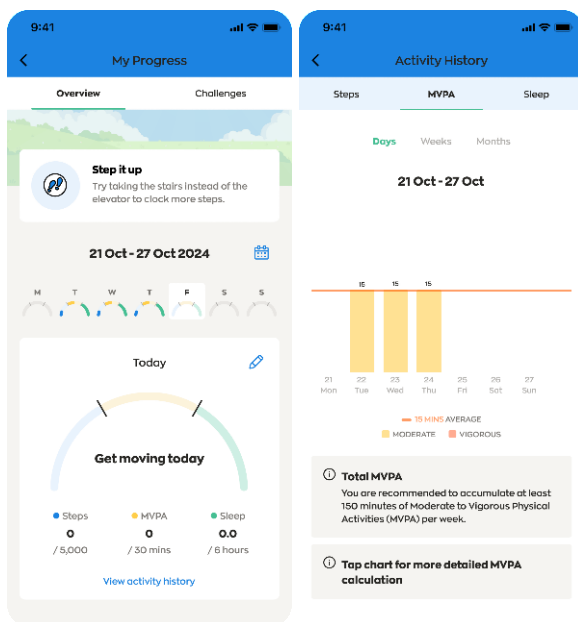 9:41
My Progress
Overview
Challenges
Step it up
Try taking the stairs instead of the
elevator to clock more steps.
21 Oct - 27 Oct 2024
M T W T F S S
Today
Get moving today
Steps MVPA Sleep
0 0 0.0
/ 5,000 / 30 mins / 6 hours
View activity history
9:41
Activity History
Steps MVPA Sleep
Days Weeks Months
21 Oct - 27 Oct
15 15 15
21 22 23 24 25 26 27
Mon Tue Wed Thu Fri Sat Sun
15 MINS AVERAGE
MODERATE VIGOROUS
Total MVPA
You are recommended to accumulate at least
150 minutes of Moderate to Vigorous Physical
Activities (MVPA) per week.
Tap chart for more detailed MVPA
calculation